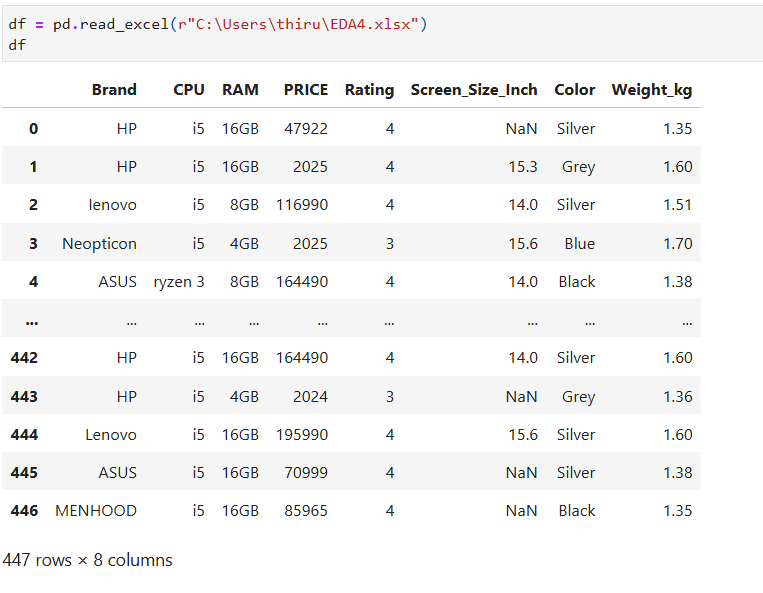 df = pd.read_excel(r"C:\Users\thiru\EDA4.xlsx")
df
Brand CPU RAM PRICE Rating Screen_Size_Inch Color Weight_kg
0 HP i5 16GB 47922 4 NaN Silver 1.35
1 HP i5 16GB 2025 4 15.3 Grey 1.60
2 lenovo i5 8GB 116990 4 14.0 Silver 1.51
3 Neopticon i5 4GB 2025 3 15.6 Blue 1.70
4 ASUS ryzen 3 8GB 164490 4 14.0 Black 1.38
... ... ... ... ... ... ... ... ...
442 HP i5 16GB 164490 4 14.0 Silver 1.60
443 HP i5 4GB 2024 3 NaN Grey 1.36
444 Lenovo i5 16GB 195990 4 15.6 Silver 1.60
445 ASUS i5 16GB 70999 4 NaN Silver 1.38
446 MENHOOD i5 16GB 85965 4 NaN Black 1.35
447 rows × 8 columns